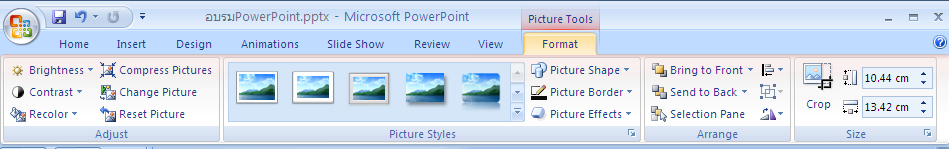 อบรมPowerPoint.pptx - Microsoft PowerPoint
Picture Tools
Home Insert Design Animations Slide Show Review View Format
Brightness Compress Pictures Picture Shape Bring to Front 10.44 cm
Contrast Change Picture Picture Border Send to Back Crop
Recolor Reset Picture Picture Effects Selection Pane 13.42 cm
Adjust Picture Styles Arrange Size